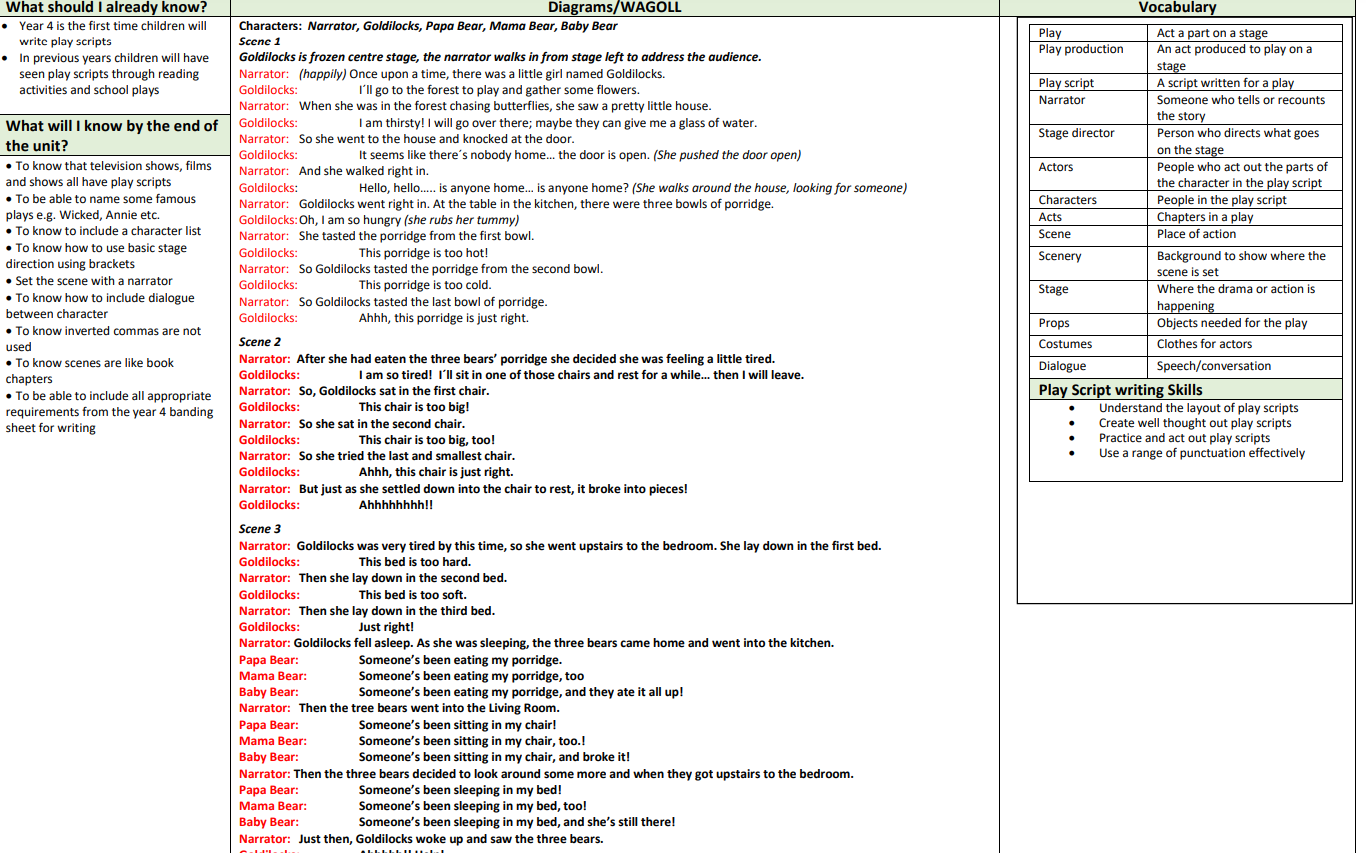 What should I already know?
• Year 4 is the first time children will
write play scripts
• In previous years children will have
seen play scripts through reading
activities and school plays
What will I know by the end of
the unit?
• To know that television shows, films
and shows all have play scripts
• To be able to name some famous
plays e.g. Wicked, Annie etc.
• To know to include a character list
• To know how to use basic stage
direction using brackets
• Set the scene with a narrator
• To know how to include dialogue
between character
• To know inverted commas are not
used
• To know scenes are like book
chapters
• To be able to include all appropriate
requirements from the year 4 banding
sheet for writing
Diagrams/WAGOLL
Characters: Narrator, Goldilocks, Papa Bear, Mama Bear, Baby Bear
Scene 1
Goldilocks is frozen centre stage, the narrator walks in from stage left to address the audience.
Narrator: (happily) Once upon a time, there was a little girl named Goldilocks.
Goldilocks: I´ll go to the forest to play and gather some flowers.
Narrator: When she was in the forest chasing butterflies, she saw a pretty little house.
Goldilocks: I am thirsty! I will go over there; maybe they can give me a glass of water.
Narrator: So she went to the house and knocked at the door.
Goldilocks: It seems like there´s nobody home… the door is open. (She pushed the door open)
Narrator: And she walked right in.
Goldilocks: Hello, hello….. is anyone home… is anyone home? (She walks around the house, looking for someone)
Narrator: Goldilocks went right in. At the table in the kitchen, there were three bowls of porridge.
Goldilocks: Oh, I am so hungry (she rubs her tummy)
Narrator: She tasted the porridge from the first bowl.
Goldilocks: This porridge is too hot!
Narrator: So Goldilocks tasted the porridge from the second bowl.
Goldilocks: This porridge is too cold.
Narrator: So Goldilocks tasted the last bowl of porridge.
Goldilocks: Ahhh, this porridge is just right.
Scene 2
Narrator: After she had eaten the three bears’ porridge she decided she was feeling a little tired.
Goldilocks: I am so tired! I´ll sit in one of those chairs and rest for a while… then I will leave.
Narrator: So, Goldilocks sat in the first chair.
Goldilocks: This chair is too big!
Narrator: So she sat in the second chair.
Goldilocks: This chair is too big, too!
Narrator: So she tried the last and smallest chair.
Goldilocks: Ahhh, this chair is just right.
Narrator: But just as she settled down into the chair to rest, it broke into pieces!
Goldilocks: Ahhhhhhhh!!
Scene 3
Narrator: Goldilocks was very tired by this time, so she went upstairs to the bedroom. She lay down in the first bed.
Goldilocks: This bed is too hard.
Narrator: Then she lay down in the second bed.
Goldilocks: This bed is too soft.
Narrator: Then she lay down in the third bed.
Goldilocks: Just right!
Narrator: Goldilocks fell asleep. As she was sleeping, the three bears came home and went into the kitchen.
Papa Bear: Someone’s been eating my porridge.
Mama Bear: Someone’s been eating my porridge, too
Baby Bear: Someone’s been eating my porridge, and they ate it all up!
Narrator: Then the tree bears went into the Living Room.
Papa Bear: Someone’s been sitting in my chair!
Mama Bear: Someone’s been sitting in my chair, too.!
Baby Bear: Someone’s been sitting in my chair, and broke it!
Narrator: Then the three bears decided to look around some more and when they got upstairs to the bedroom.
Papa Bear: Someone’s been sleeping in my bed!
Mama Bear: Someone’s been sleeping in my bed, too!
Baby Bear: Someone’s been sleeping in my bed, and she’s still there!
Narrator: Just then, Goldilocks woke up and saw the three bears.
Vocabulary
Play Act a part on a stage
Play production An act produced to play on a
stage
Play script A script written for a play
Narrator Someone who tells or recounts
the story
Stage director Person who directs what goes
on the stage
Actors People who act out the parts of
the character in the play script
Characters People in the play script
Acts Chapters in a play
Scene Place of action
Scenery Background to show where the
scene is set
Stage Where the drama or action is
happening
Props Objects needed for the play
Costumes Clothes for actors
Dialogue Speech/conversation
Play Script writing Skills
• Understand the layout of play scripts
• Create well thought out play scripts
• Practice and act out play scripts
• Use a range of punctuation effectively